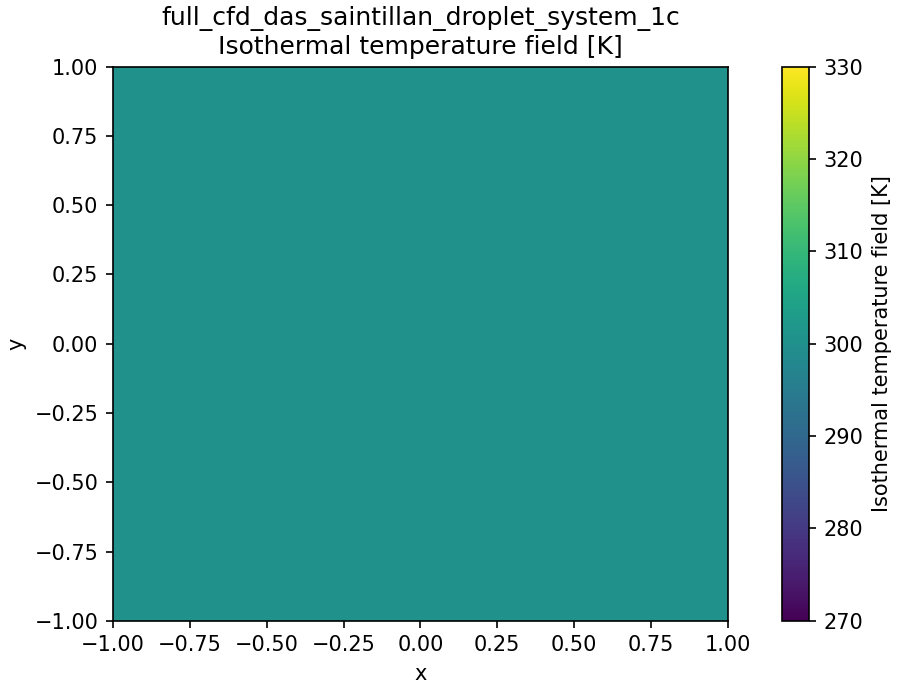 full_cfd_das_saintillan_droplet_system_1c
Isothermal temperature field [K]
1.00
0.75
0.50
0.25
0.00
−0.25
−0.50
−0.75
−1.00
y
−1.00 −0.75 −0.50 −0.25 0.00 0.25 0.50 0.75 1.00
x
330
320
310
300
290
280
270
Isothermal temperature field [K]